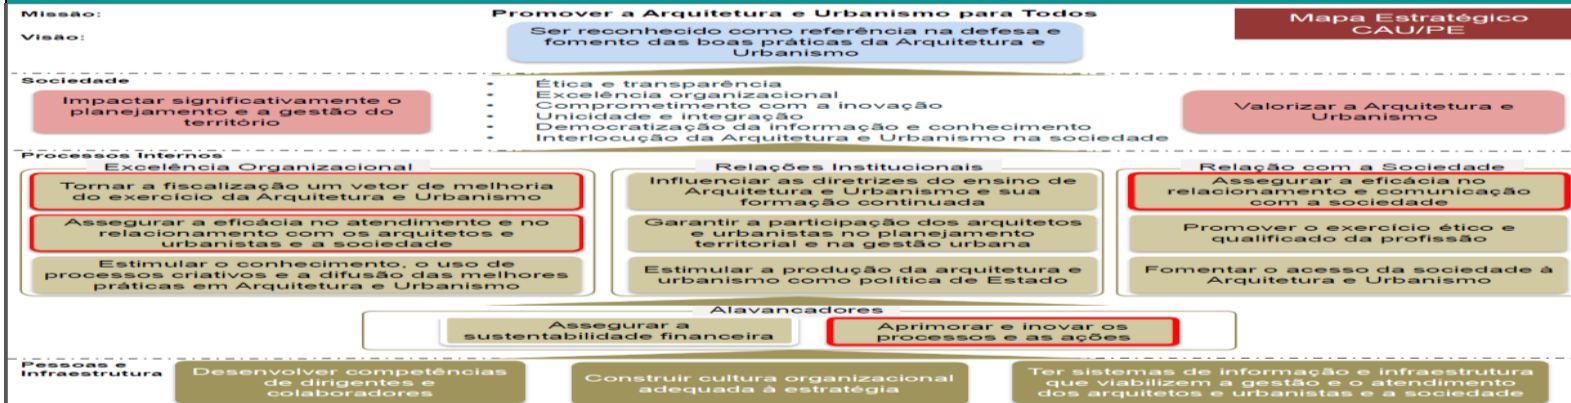 Missão:
Promover a Arquitetura e Urbanismo para Todos
Mapa Estratégico
CAU/PE
Visão:
Ser reconhecido como referência na defesa e
fomento das boas práticas da Arquitetura e
Urbanismo
Sociedade
Impactar significativamente o
planejamento e a gestão do
território
• Ética e transparência
• Excelência organizacional
• Comprometimento com a inovação
• Unicidade e integração
• Democratização da informação e conhecimento
• Interlocução da Arquitetura e Urbanismo na sociedade
Valorizar a Arquitetura e
Urbanismo
Processos Internos
Excelência Organizacional
Tornar a fiscalização um vetor de melhoria
do exercício da Arquitetura e Urbanismo
Assegurar a eficácia no atendimento e no
relacionamento com os arquitetos e
urbanistas e a sociedade
Estimular o conhecimento, o uso de
processos criativos e a difusão das melhores
práticas em Arquitetura e Urbanismo
Relações Institucionais
Influenciar as diretrizes do ensino de
Arquitetura e Urbanismo e sua
formação continuada
Garantir a participação dos arquitetos
e urbanistas no planejamento
territorial e na gestão urbana
Estimular a produção da arquitetura e
urbanismo como política de Estado
Relação com a Sociedade
Assegurar a eficácia no
relacionamento e comunicação
com a sociedade
Promover o exercício ético e
qualificado da profissão
Fomentar o acesso da sociedade à
Arquitetura e Urbanismo
Alavancadores
Assegurar a
sustentabilidade financeira
Aprimorar e inovar os
processos e as ações
Pessoas e
Infraestrutura
Desenvolver competências
de dirigentes e
colaboradores
Construir cultura organizacional
adequada à estratégia
Ter sistemas de informação e infraestrutura
que viabilizem a gestão e o atendimento
dos arquitetos e urbanistas e a sociedade